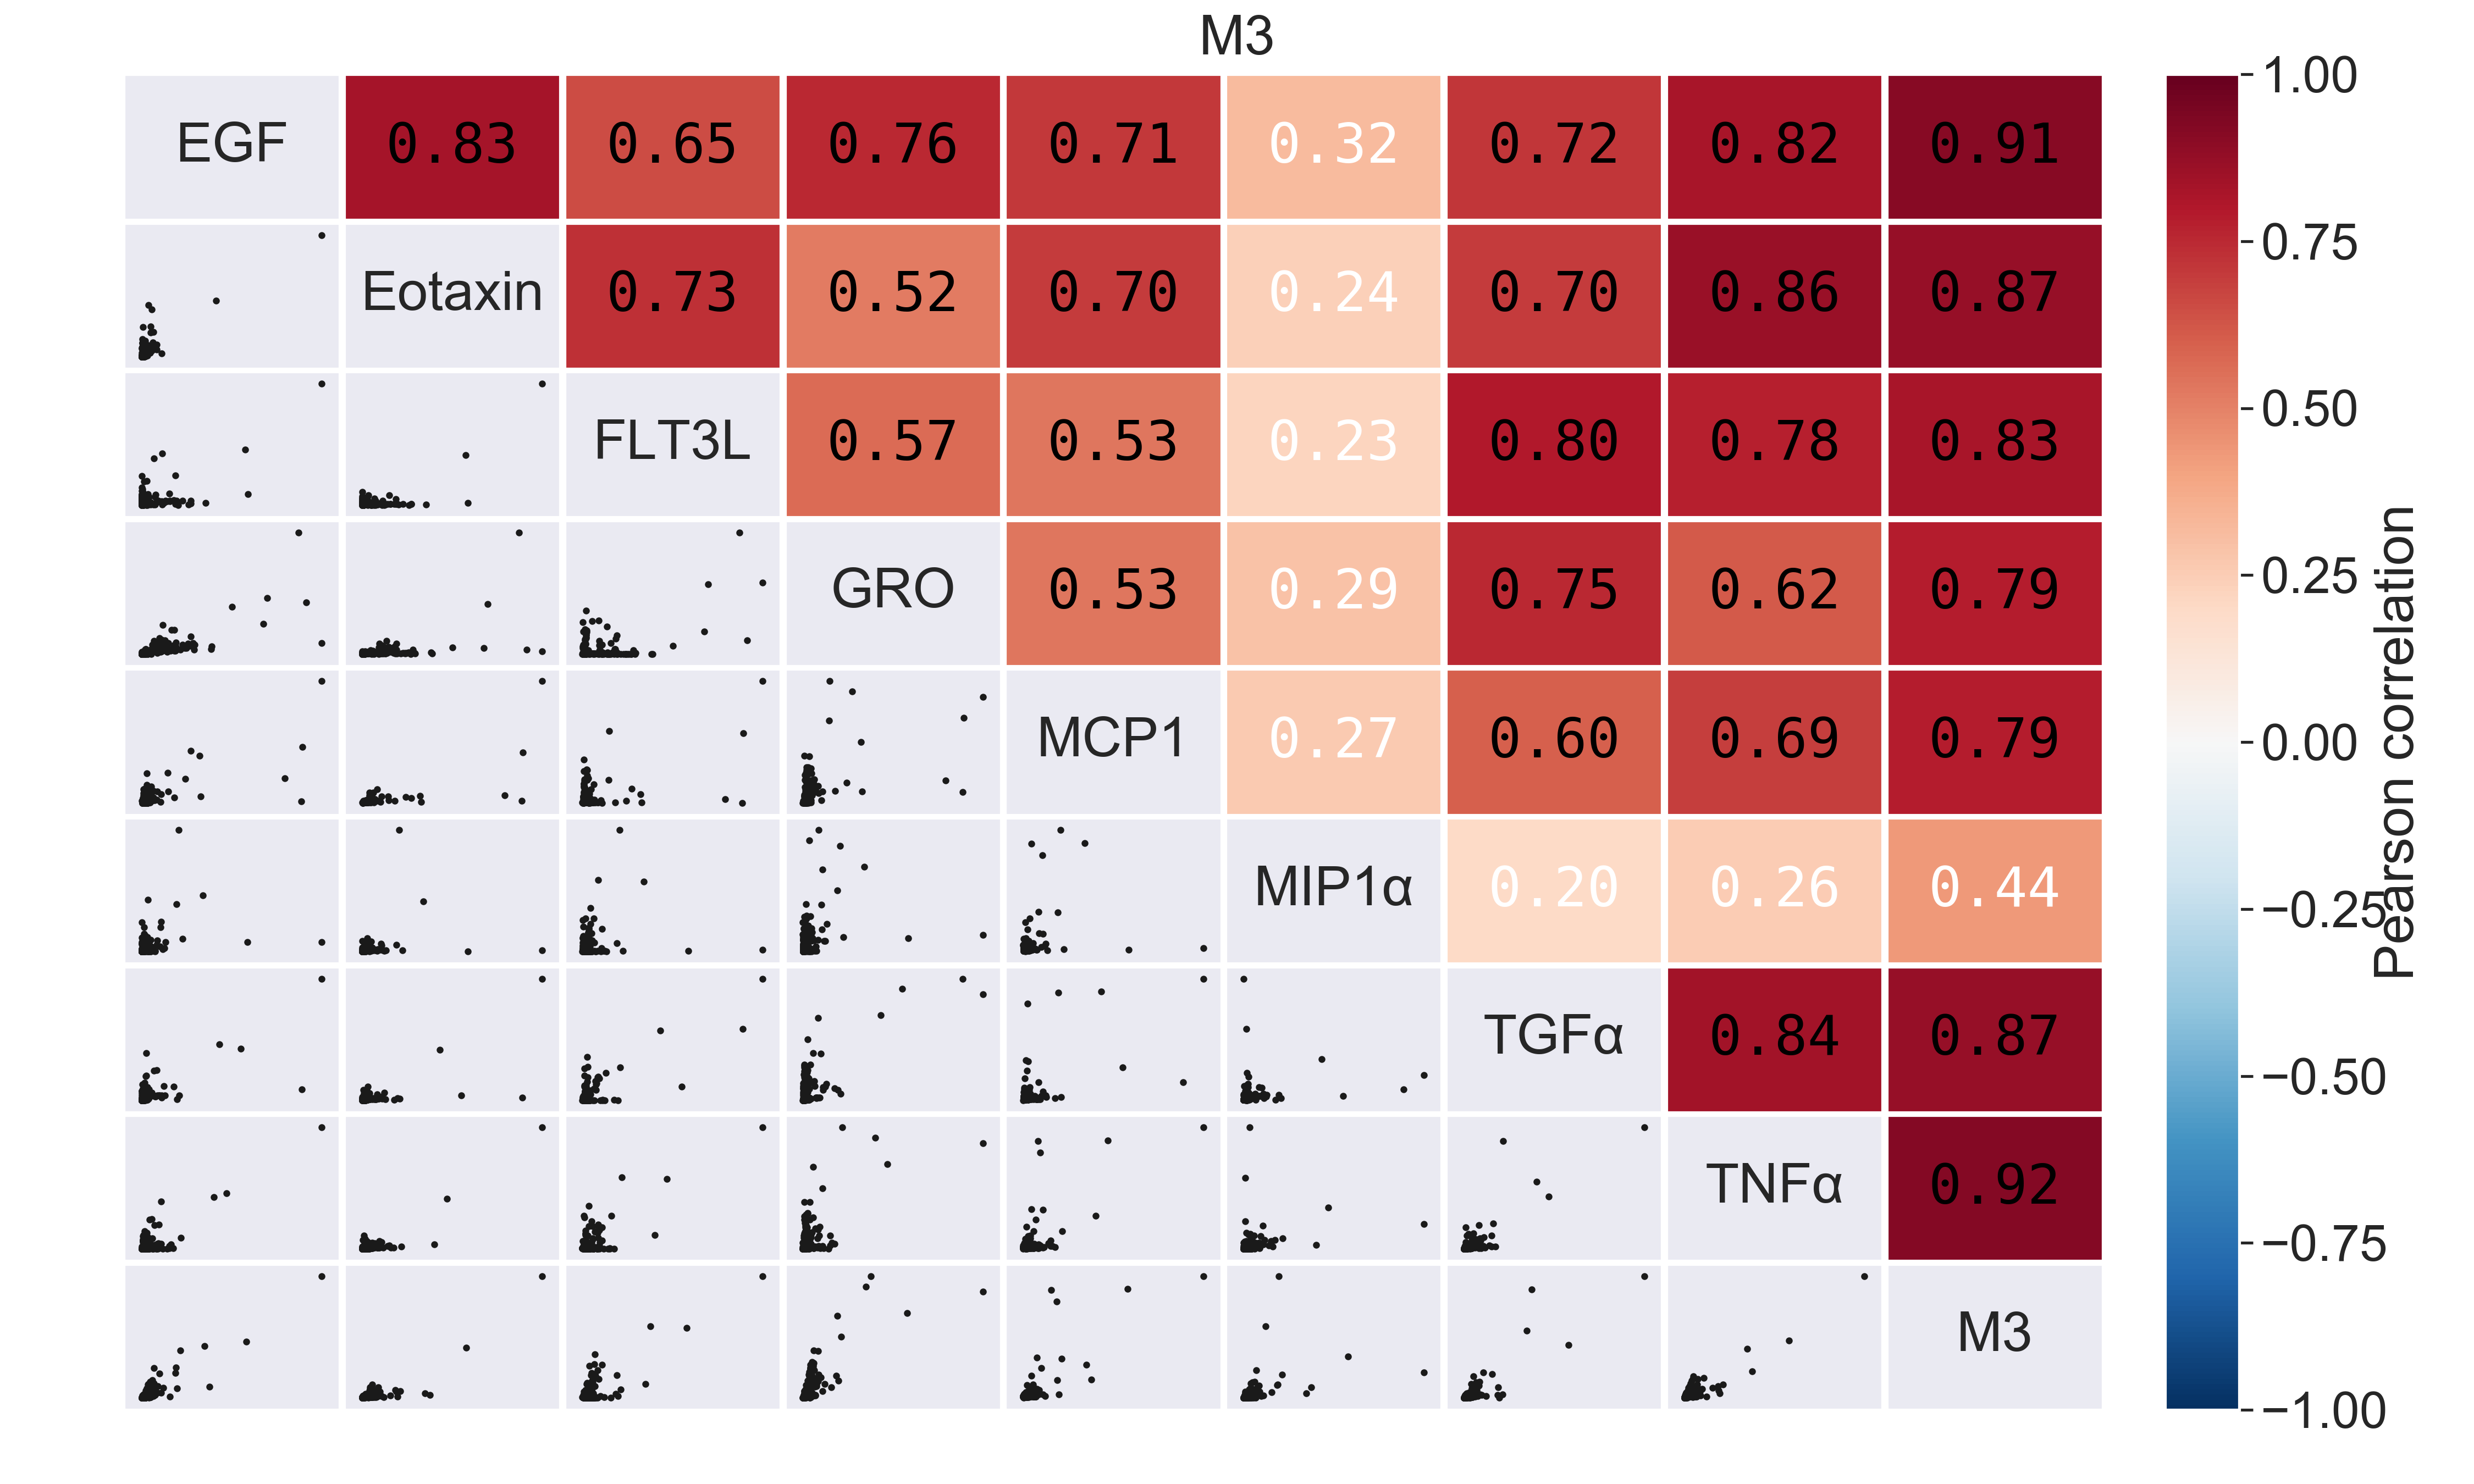 M3
EGF 0.83 0.65 0.76 0.71 0.32 0.72 0.82 0.91
Eotaxin 0.73 0.52 0.70 0.24 0.70 0.86 0.87
FLT3L 0.57 0.53 0.23 0.80 0.78 0.83
GRO 0.53 0.29 0.75 0.62 0.79
MCP1 0.27 0.60 0.69 0.79
MIP1α 0.20 0.26 0.44
TGFα 0.84 0.87
TNFα 0.92
M3
1.00
0.75
0.50
0.25
0.00
−0.25
−0.50
−0.75
−1.00
Pearson correlation